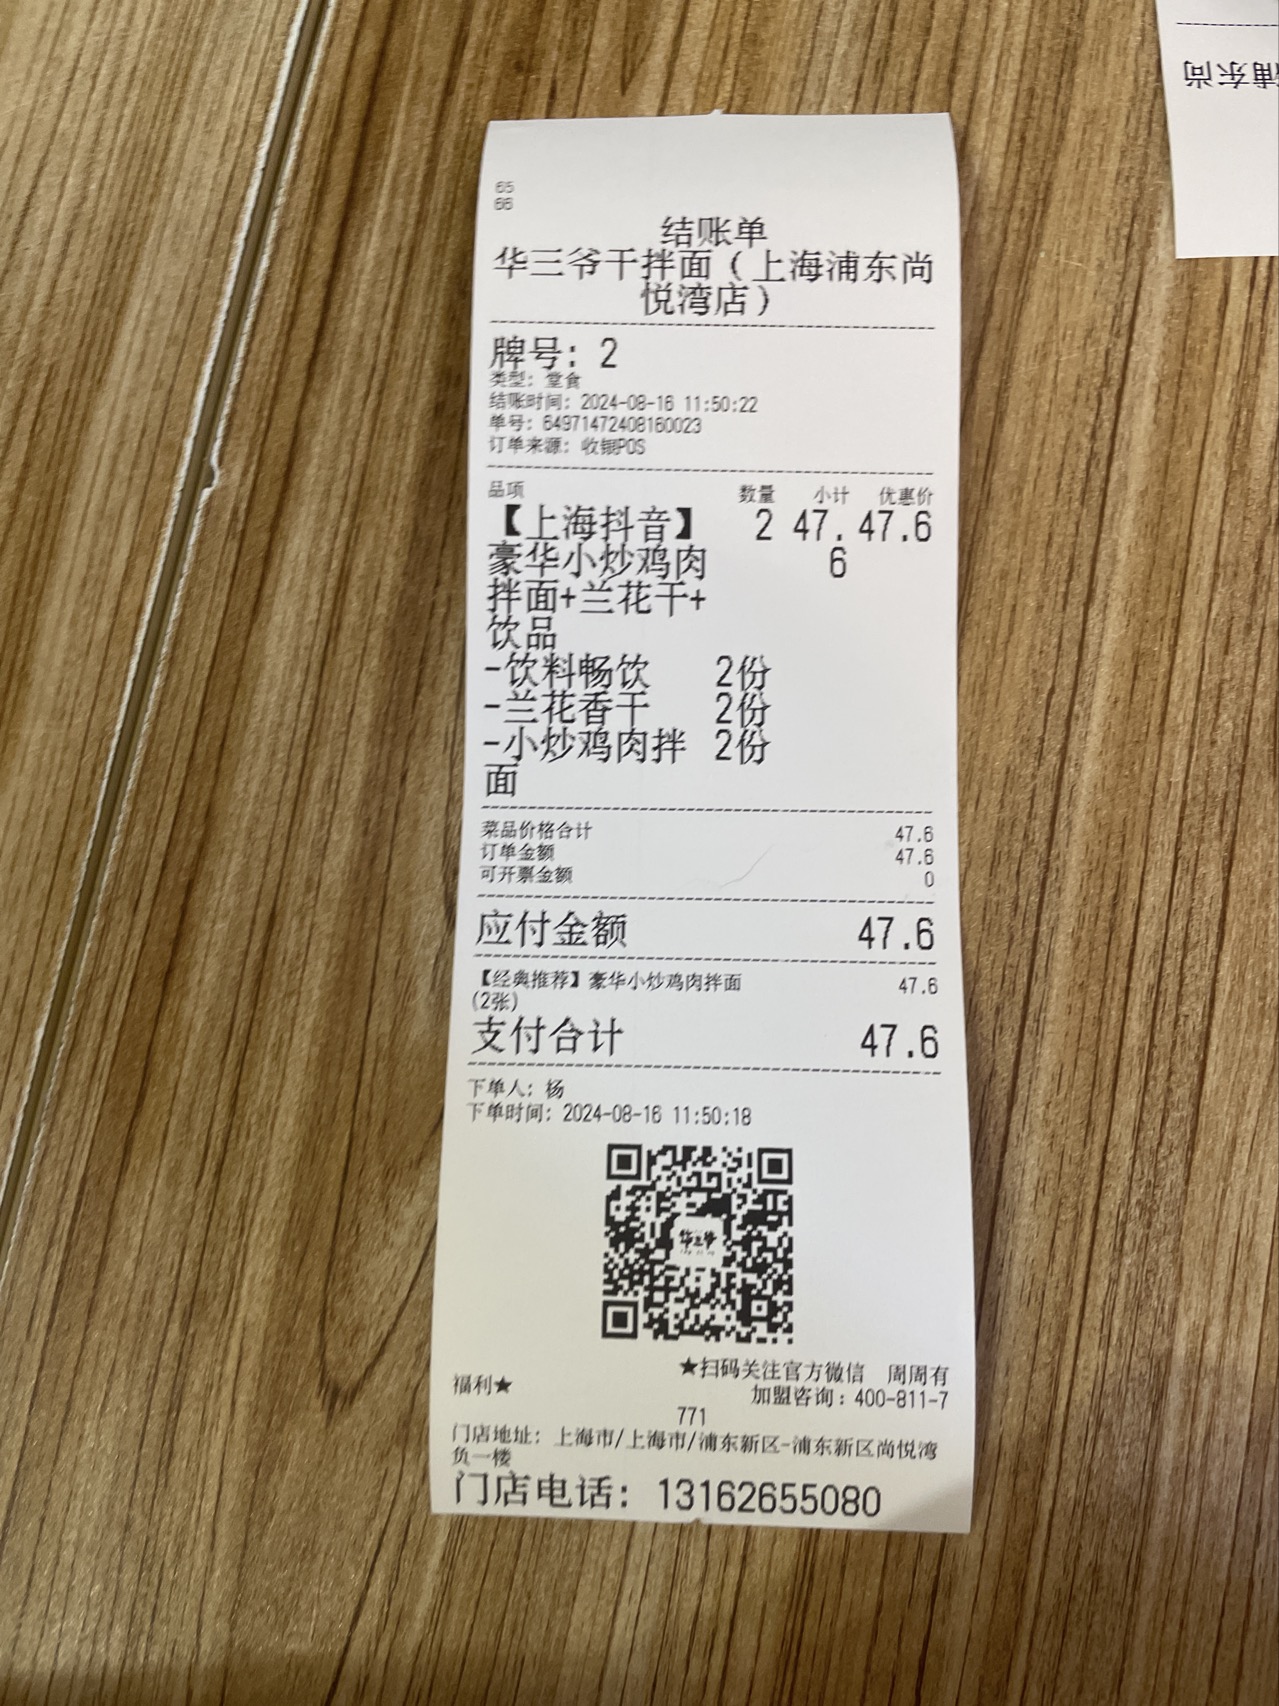 浦东尚
65
66
结账单
华三爷干拌面（上海浦东尚
悦湾店）
牌号：2
类型：堂食
结账时间：2024-08-16 11:50:22
单号：64971472408160023
订单来源：收银POS
品项 数量 小计 优惠价
【上海抖音】 2 47. 47.6
豪华小炒鸡肉 6
拌面+兰花干+
饮品
-饮料畅饮 2份
-兰花香干 2份
-小炒鸡肉拌 2份
面
菜品价格合计 47.6
订单金额 47.6
可开票金额 0
应付金额 47.6
【经典推荐】豪华小炒鸡肉拌面 47.6
(2张)
支付合计 47.6
下单人：杨
下单时间：2024-08-16 11:50:18
华三爷
★扫码关注官方微信 周周有
福利★ 加盟咨询：400-811-7
771
门店地址：上海市/上海市/浦东新区-浦东新区尚悦湾
负一楼
门店电话：13162655080